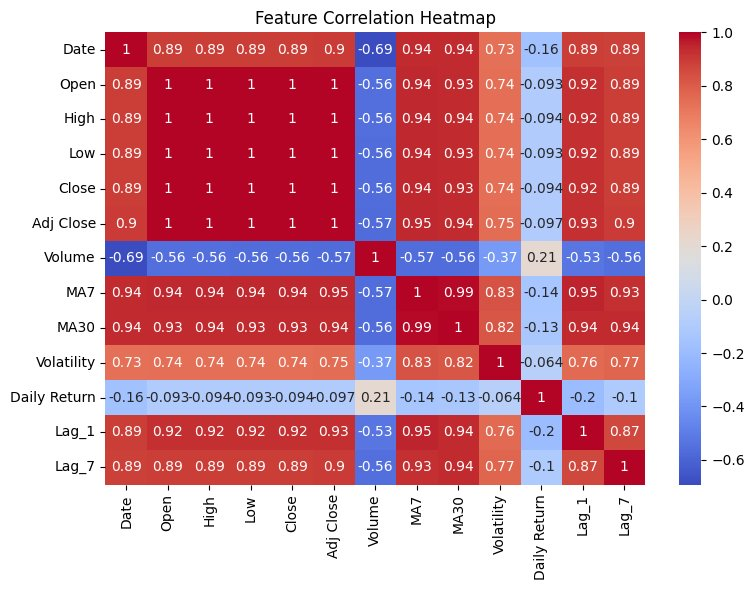 Feature Correlation Heatmap
Date 1 0.89 0.89 0.89 0.89 0.9 -0.69 0.94 0.94 0.73 -0.16 0.89 0.89
Open 0.89 1 1 1 1 1 -0.56 0.94 0.93 0.74 -0.093 0.92 0.89
High 0.89 1 1 1 1 1 -0.56 0.94 0.94 0.74 -0.094 0.92 0.89
Low 0.89 1 1 1 1 1 -0.56 0.94 0.93 0.74 -0.093 0.92 0.89
Close 0.89 1 1 1 1 1 -0.56 0.94 0.93 0.74 -0.094 0.92 0.89
Adj Close 0.9 1 1 1 1 1 -0.57 0.95 0.94 0.75 -0.097 0.93 0.9
Volume -0.69 -0.56 -0.56 -0.56 -0.56 -0.57 1 -0.57 -0.56 -0.37 0.21 -0.53 -0.56
MA7 0.94 0.94 0.94 0.94 0.94 0.95 -0.57 1 0.99 0.83 -0.14 0.95 0.93
MA30 0.94 0.93 0.94 0.93 0.93 0.94 -0.56 0.99 1 0.82 -0.13 0.94 0.94
Volatility 0.73 0.74 0.74 0.74 0.74 0.75 -0.37 0.83 0.82 1 -0.064 0.76 0.77
Daily Return -0.16 -0.093 -0.094 -0.093 -0.094 -0.097 0.21 -0.14 -0.13 -0.064 1 -0.2 -0.1
Lag_1 0.89 0.92 0.92 0.92 0.92 0.93 -0.53 0.95 0.94 0.76 -0.2 1 0.87
Lag_7 0.89 0.89 0.89 0.89 0.89 0.9 -0.56 0.93 0.94 0.77 -0.1 0.87 1
Date Open High Low Close Adj Close Volume MA7 MA30 Volatility Daily Return Lag_1 Lag_7
1.0
0.8
0.6
0.4
0.2
0.0
−0.2
−0.4
−0.6